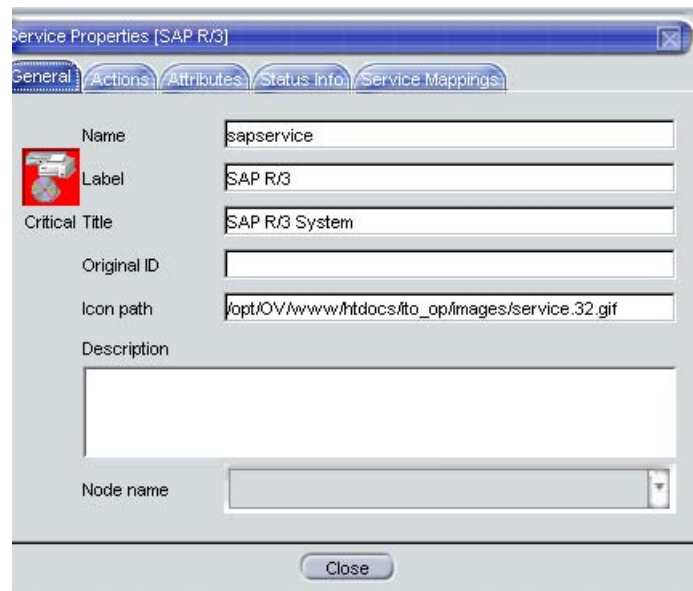 Service Properties [SAP R/3]
General Actions Attributes Status Info Service Mappings
Name sapservice
Label SAP R/3
Critical Title SAP R/3 System
Original ID
Icon path /opt/OV/www/htdocs/ito_op/images/service.32.gif
Description
Node name
Close